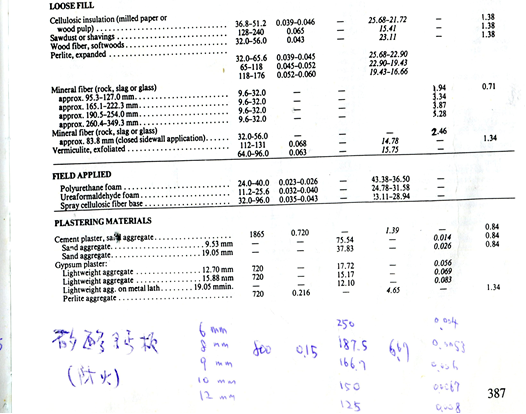 LOOSE FILL
Cellulosic insulation (milled paper or
wood pulp) 36.8-51.2 0.039-0.046 — 25.68-21.72 — 1.38
Sawdust or shavings 128-240 0.065 — 15.41 — 1.38
Wood fiber, softwoods 32.0-56.0 0.043 — 23.11 — 1.38
Perlite, expanded 32.0-65.6 0.039-0.045 25.68-22.90
65-118 0.045-0.052 22.90-19.43
118-176 0.052-0.060 19.43-16.66
Mineral fiber (rock, slag or glass)
approx. 95.3-127.0 mm 9.6-32.0 — — 1.94 0.71
approx. 165.1-222.3 mm 9.6-32.0 — — 3.34
approx. 190.5-254.0 mm 9.6-32.0 — — 3.87
approx. 260.4-349.3 mm 9.6-32.0 — — 5.28
Mineral fiber (rock, slag or glass)
approx. 83.8 mm (closed sidewall application) 32.0-56.0 — — — 2.46
Vermiculite, exfoliated 112-131 0.068 — 14.78 — 1.34
64.0-96.0 0.063 — 15.75 —
FIELD APPLIED
Polyurethane foam 24.0-40.0 0.023-0.026 — 43.38-36.50 —
Ureaformaldehyde foam 11.2-25.6 0.032-0.040 — 24.78-31.58 —
Spray cellulosic fiber base 32.0-96.0 0.035-0.043 — 3.11-28.94 —
PLASTERING MATERIALS
Cement plaster, sand aggregate 1865 0.720 — 1.39 — 0.84
Sand aggregate 9.53 mm — — 75.54 — 0.014 0.84
Sand aggregate 19.05 mm — — 37.83 — 0.026 0.84
Gypsum plaster:
Lightweight aggregate 12.70 mm 720 — 17.72 — 0.056
Lightweight aggregate 15.88 mm 720 — 15.17 — 0.069
Lightweight agg. on metal lath 19.05 mm — — 12.10 — 0.083
Perlite aggregate 720 0.216 — 4.65 — 1.34
6 mm 250 0.004
矽酸鈣板 8 mm 800 0.15 187.5 6.67 0.0053
9 mm 166.7
(防火) 10 mm 150
12 mm 125 0.008
387